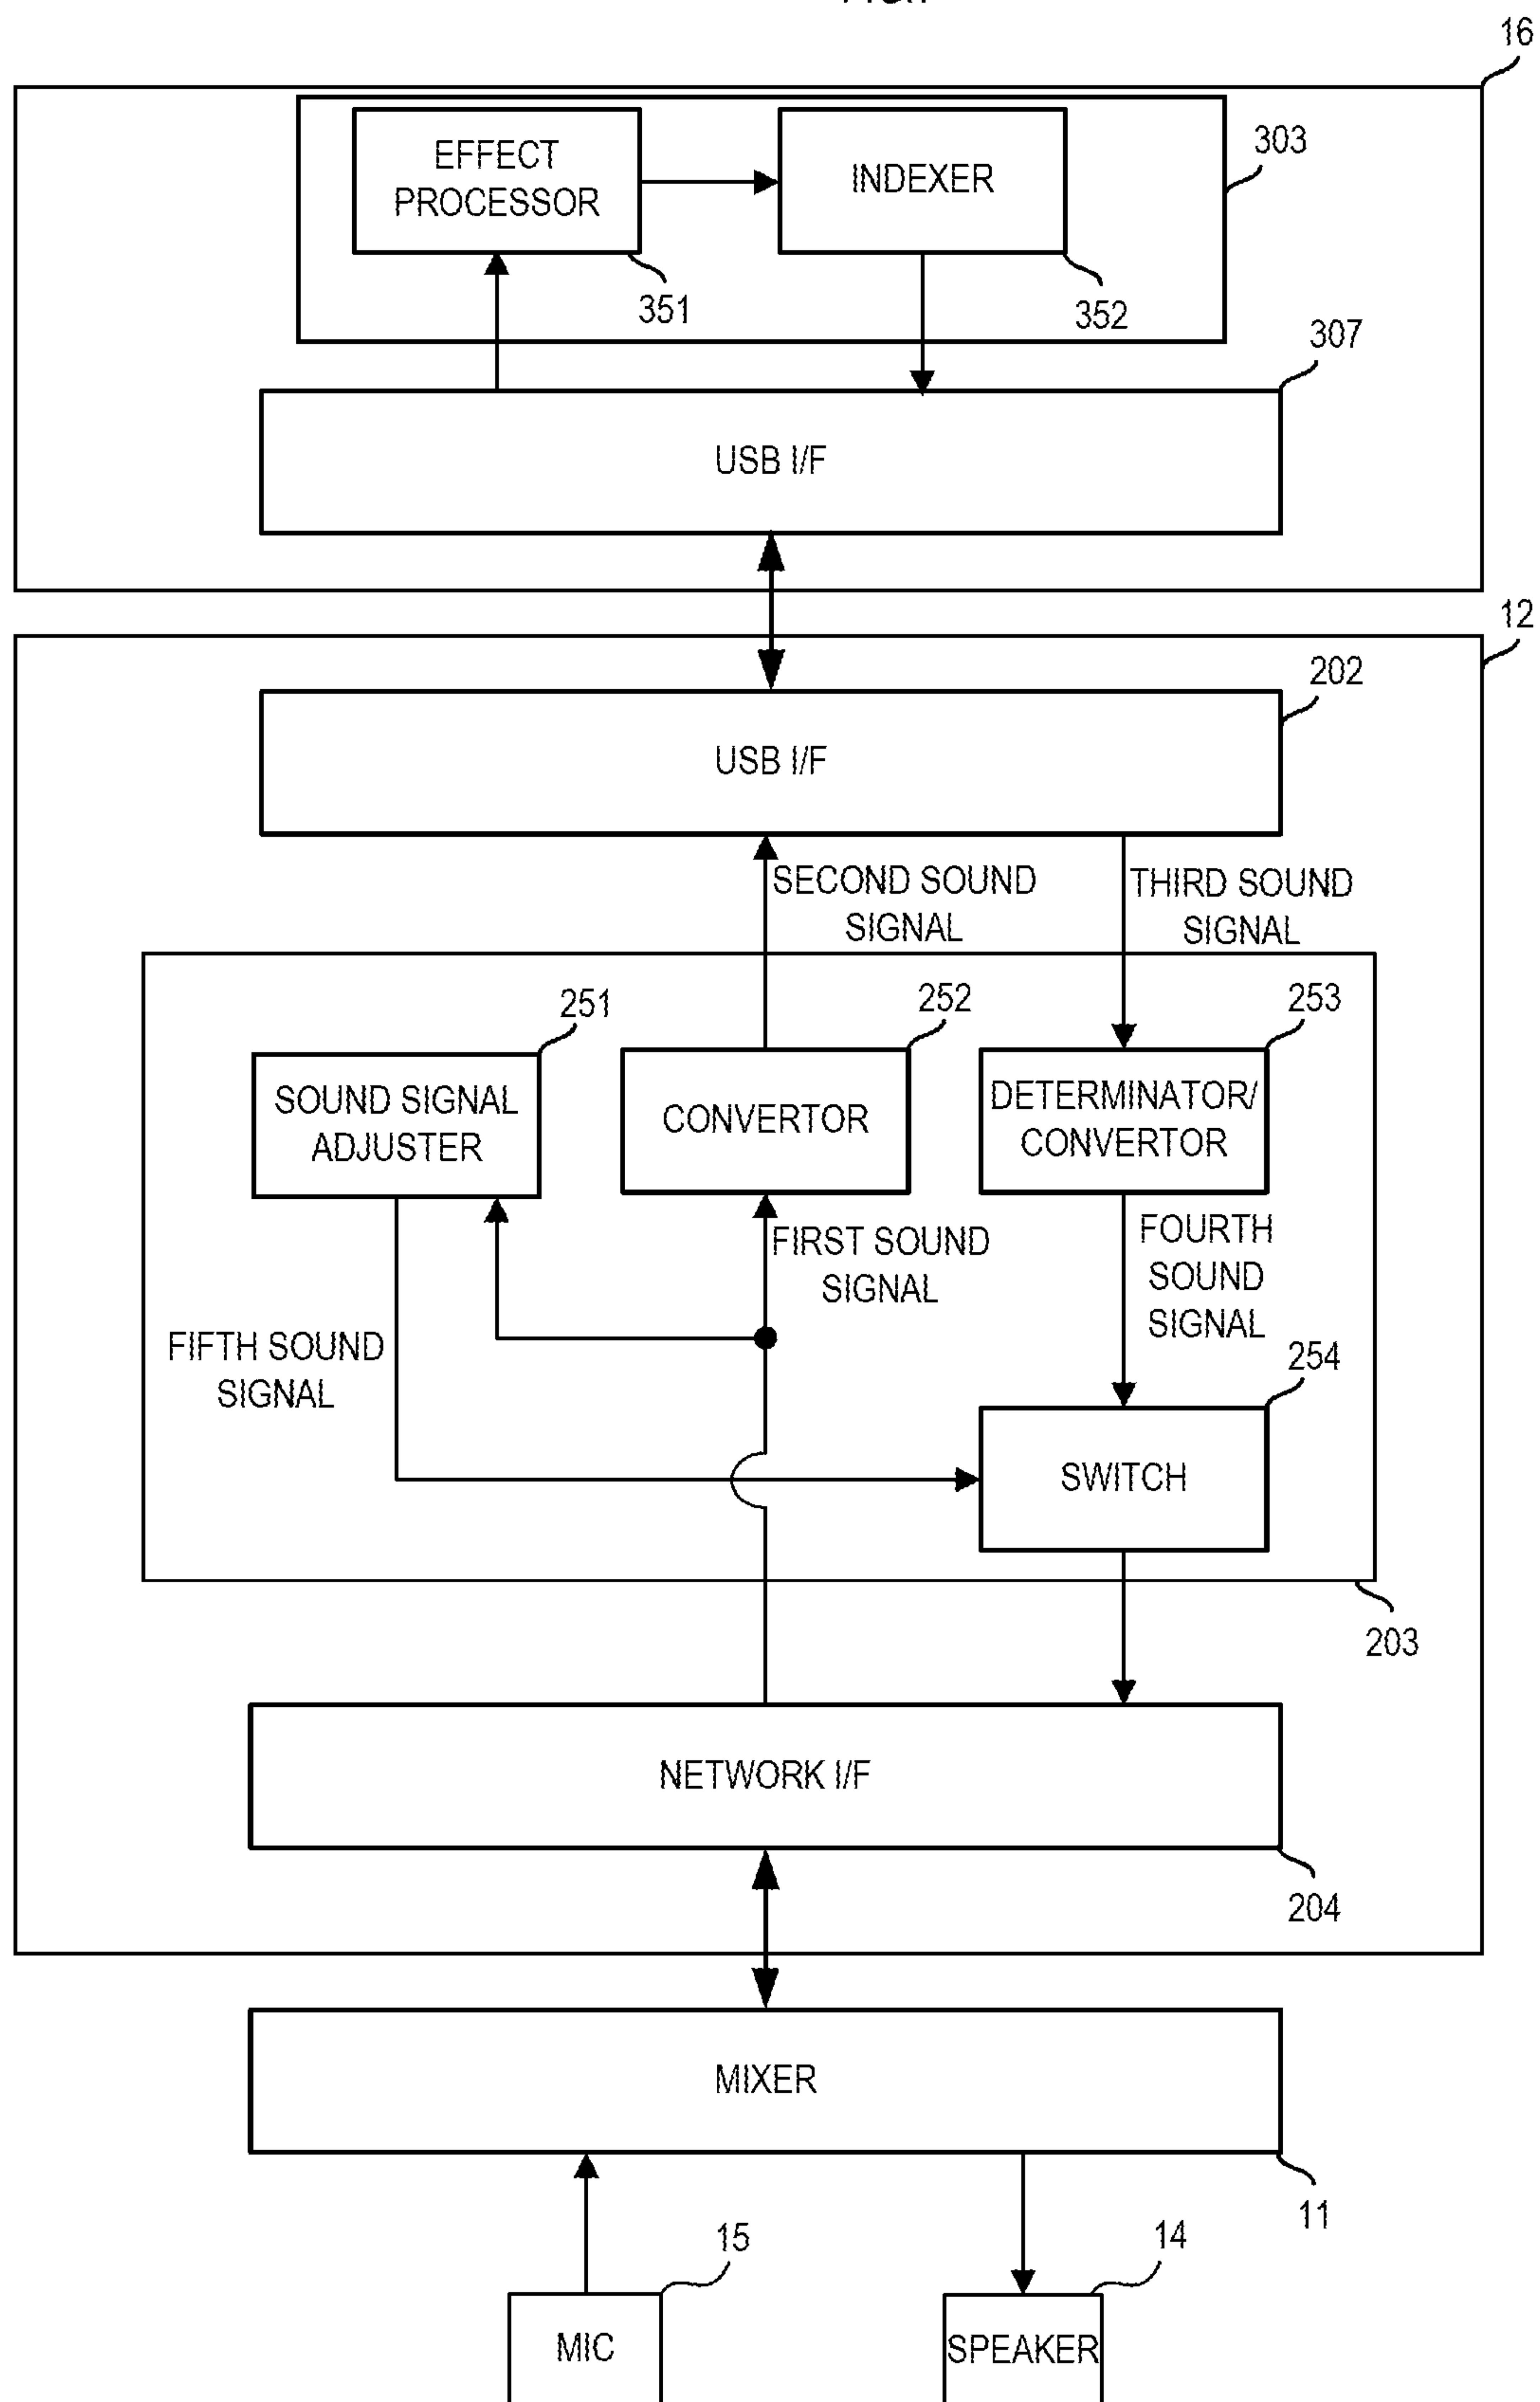 16
EFFECT
PROCESSOR
INDEXER
303
351
352
307
USB I/F
12
202
USB I/F
SECOND SOUND
SIGNAL
THIRD SOUND
SIGNAL
251
252
253
SOUND SIGNAL
ADJUSTER
CONVERTOR
DETERMINATOR/
CONVERTOR
FIRST SOUND
SIGNAL
FOURTH
SOUND
SIGNAL
FIFTH SOUND
SIGNAL
254
SWITCH
203
NETWORK I/F
204
MIXER
11
15
14
MIC
SPEAKER